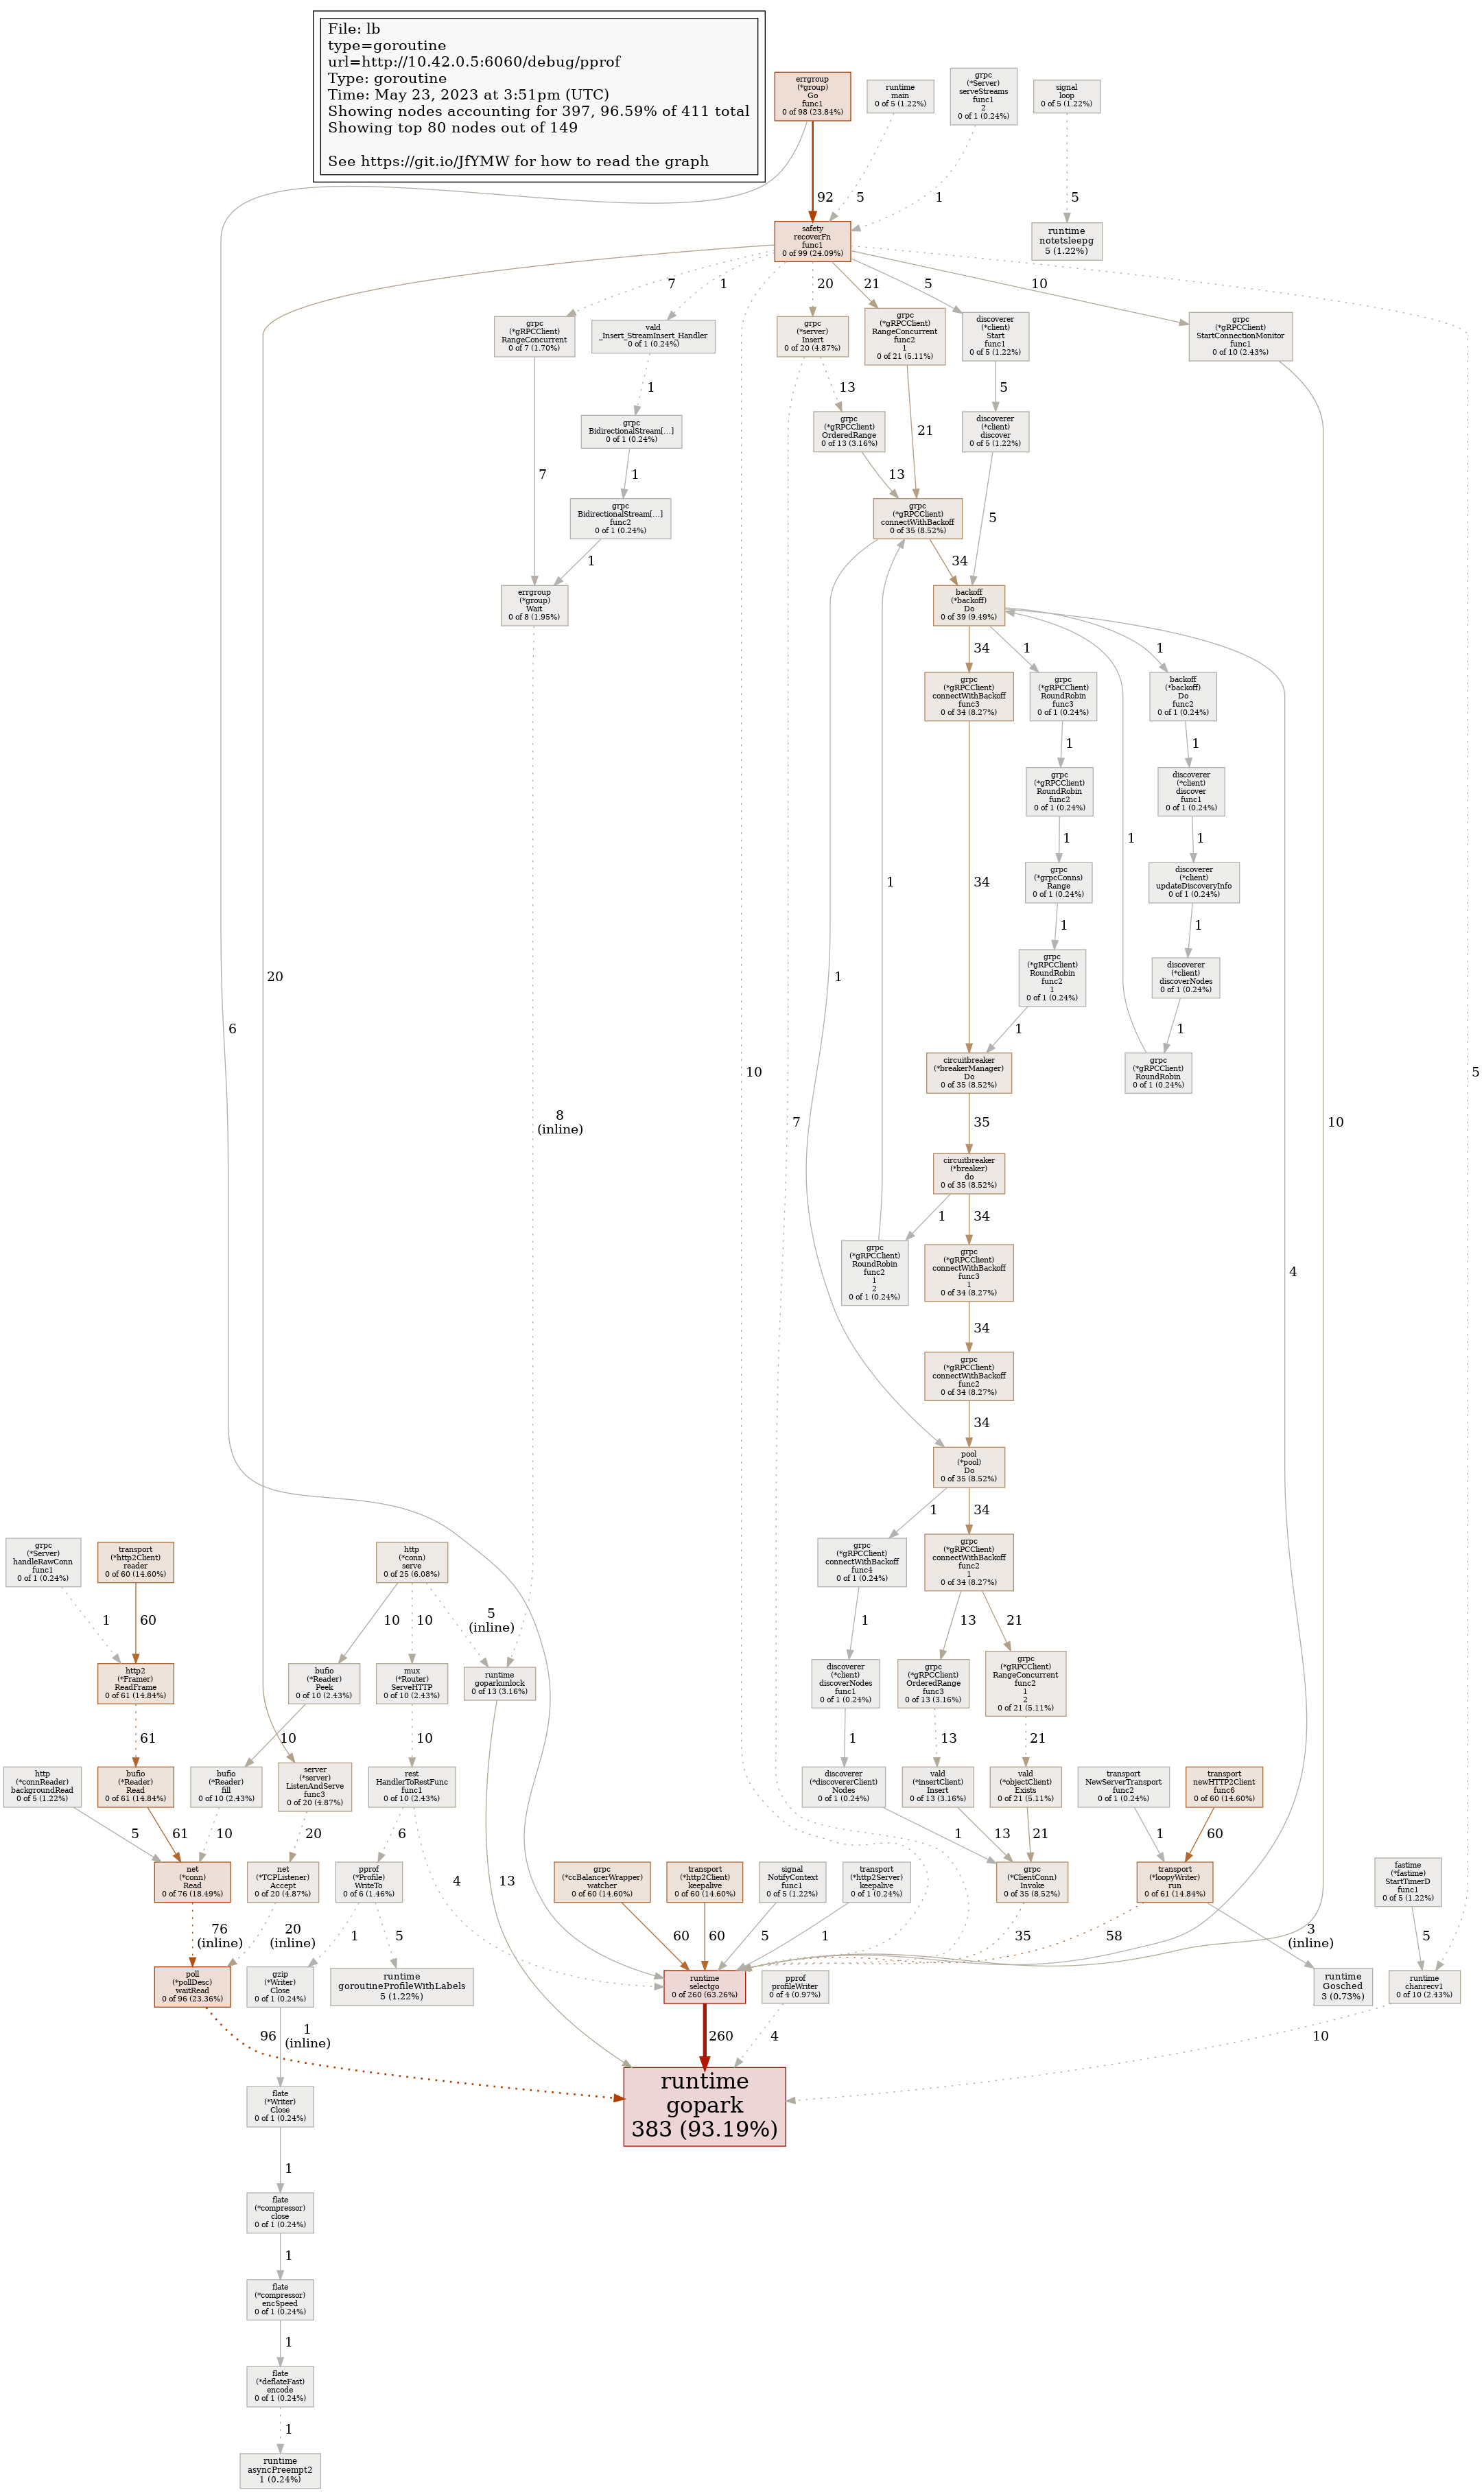 File: lb
type=goroutine
url=http://10.42.0.5:6060/debug/pprof
Type: goroutine
Time: May 23, 2023 at 3:51pm (UTC)
Showing nodes accounting for 397, 96.59% of 411 total
Showing top 80 nodes out of 149
See https://git.io/JfYMW for how to read the graph
errgroup
(*group)
Go
func1
0 of 98 (23.84%)
runtime
main
0 of 5 (1.22%)
grpc
(*Server)
serveStreams
func1
2
0 of 1 (0.24%)
signal
loop
0 of 5 (1.22%)
92
5
1
5
safety
recoverFn
func1
0 of 99 (24.09%)
runtime
notetsleepg
5 (1.22%)
7
1
20
21
5
10
grpc
(*gRPCClient)
RangeConcurrent
0 of 7 (1.70%)
vald
_Insert_StreamInsert_Handler
0 of 1 (0.24%)
grpc
(*server)
Insert
0 of 20 (4.87%)
grpc
(*gRPCClient)
RangeConcurrent
func2
1
0 of 21 (5.11%)
discoverer
(*client)
Start
func1
0 of 5 (1.22%)
grpc
(*gRPCClient)
StartConnectionMonitor
func1
0 of 10 (2.43%)
1
13
5
grpc
BidirectionalStream[...]
0 of 1 (0.24%)
grpc
(*gRPCClient)
OrderedRange
0 of 13 (3.16%)
21
discoverer
(*client)
discover
0 of 5 (1.22%)
7
1
13
grpc
BidirectionalStream[...]
func2
0 of 1 (0.24%)
grpc
(*gRPCClient)
connectWithBackoff
0 of 35 (8.52%)
5
1
34
errgroup
(*group)
Wait
0 of 8 (1.95%)
backoff
(*backoff)
Do
0 of 39 (9.49%)
34
1
1
grpc
(*gRPCClient)
connectWithBackoff
func3
0 of 34 (8.27%)
grpc
(*gRPCClient)
RoundRobin
func3
0 of 1 (0.24%)
backoff
(*backoff)
Do
func2
0 of 1 (0.24%)
1
1
grpc
(*gRPCClient)
RoundRobin
func2
0 of 1 (0.24%)
discoverer
(*client)
discover
func1
0 of 1 (0.24%)
1
1
1
1
34
grpc
(*grpcConns)
Range
0 of 1 (0.24%)
discoverer
(*client)
updateDiscoveryInfo
0 of 1 (0.24%)
1
1
6
20
1
grpc
(*gRPCClient)
RoundRobin
func2
1
0 of 1 (0.24%)
discoverer
(*client)
discoverNodes
0 of 1 (0.24%)
1
1
circuitbreaker
(*breakerManager)
Do
0 of 35 (8.52%)
grpc
(*gRPCClient)
RoundRobin
0 of 1 (0.24%)
10
5
8
(inline)
7
35
10
circuitbreaker
(*breaker)
do
0 of 35 (8.52%)
1
34
grpc
(*gRPCClient)
RoundRobin
func2
1
2
0 of 1 (0.24%)
grpc
(*gRPCClient)
connectWithBackoff
func3
1
0 of 34 (8.27%)
4
34
grpc
(*gRPCClient)
connectWithBackoff
func2
0 of 34 (8.27%)
34
pool
(*pool)
Do
0 of 35 (8.52%)
1
34
grpc
(*Server)
handleRawConn
func1
0 of 1 (0.24%)
transport
(*http2Client)
reader
0 of 60 (14.60%)
http
(*conn)
serve
0 of 25 (6.08%)
grpc
(*gRPCClient)
connectWithBackoff
func4
0 of 1 (0.24%)
grpc
(*gRPCClient)
connectWithBackoff
func2
1
0 of 34 (8.27%)
1
60
10
10
5
(inline)
1
13
21
http2
(*Framer)
ReadFrame
0 of 61 (14.84%)
bufio
(*Reader)
Peek
0 of 10 (2.43%)
mux
(*Router)
ServeHTTP
0 of 10 (2.43%)
runtime
goparkunlock
0 of 13 (3.16%)
discoverer
(*client)
discoverNodes
func1
0 of 1 (0.24%)
grpc
(*gRPCClient)
OrderedRange
func3
0 of 13 (3.16%)
grpc
(*gRPCClient)
RangeConcurrent
func2
1
2
0 of 21 (5.11%)
61
10
10
1
13
21
http
(*connReader)
backgroundRead
0 of 5 (1.22%)
bufio
(*Reader)
Read
0 of 61 (14.84%)
bufio
(*Reader)
fill
0 of 10 (2.43%)
server
(*server)
ListenAndServe
func3
0 of 20 (4.87%)
rest
HandlerToRestFunc
func1
0 of 10 (2.43%)
discoverer
(*discovererClient)
Nodes
0 of 1 (0.24%)
vald
(*insertClient)
Insert
0 of 13 (3.16%)
vald
(*objectClient)
Exists
0 of 21 (5.11%)
transport
NewServerTransport
func2
0 of 1 (0.24%)
transport
newHTTP2Client
func6
0 of 60 (14.60%)
5
61
10
20
6
4
1
13
21
1
60
net
(*conn)
Read
0 of 76 (18.49%)
net
(*TCPListener)
Accept
0 of 20 (4.87%)
pprof
(*Profile)
WriteTo
0 of 6 (1.46%)
13
grpc
(*ccBalancerWrapper)
watcher
0 of 60 (14.60%)
transport
(*http2Client)
keepalive
0 of 60 (14.60%)
signal
NotifyContext
func1
0 of 5 (1.22%)
transport
(*http2Server)
keepalive
0 of 1 (0.24%)
grpc
(*ClientConn)
Invoke
0 of 35 (8.52%)
transport
(*loopyWriter)
run
0 of 61 (14.84%)
fastime
(*fastime)
StartTimerD
func1
0 of 5 (1.22%)
76
(inline)
20
(inline)
1
5
60
60
5
1
35
58
3
(inline)
5
poll
(*pollDesc)
waitRead
0 of 96 (23.36%)
gzip
(*Writer)
Close
0 of 1 (0.24%)
runtime
goroutineProfileWithLabels
5 (1.22%)
runtime
selectgo
0 of 260 (63.26%)
pprof
profileWriter
0 of 4 (0.97%)
runtime
Gosched
3 (0.73%)
runtime
chanrecv1
0 of 10 (2.43%)
96
1
(inline)
260
4
10
flate
(*Writer)
Close
0 of 1 (0.24%)
runtime
gopark
383 (93.19%)
1
flate
(*compressor)
close
0 of 1 (0.24%)
1
flate
(*compressor)
encSpeed
0 of 1 (0.24%)
1
flate
(*deflateFast)
encode
0 of 1 (0.24%)
1
runtime
asyncPreempt2
1 (0.24%)